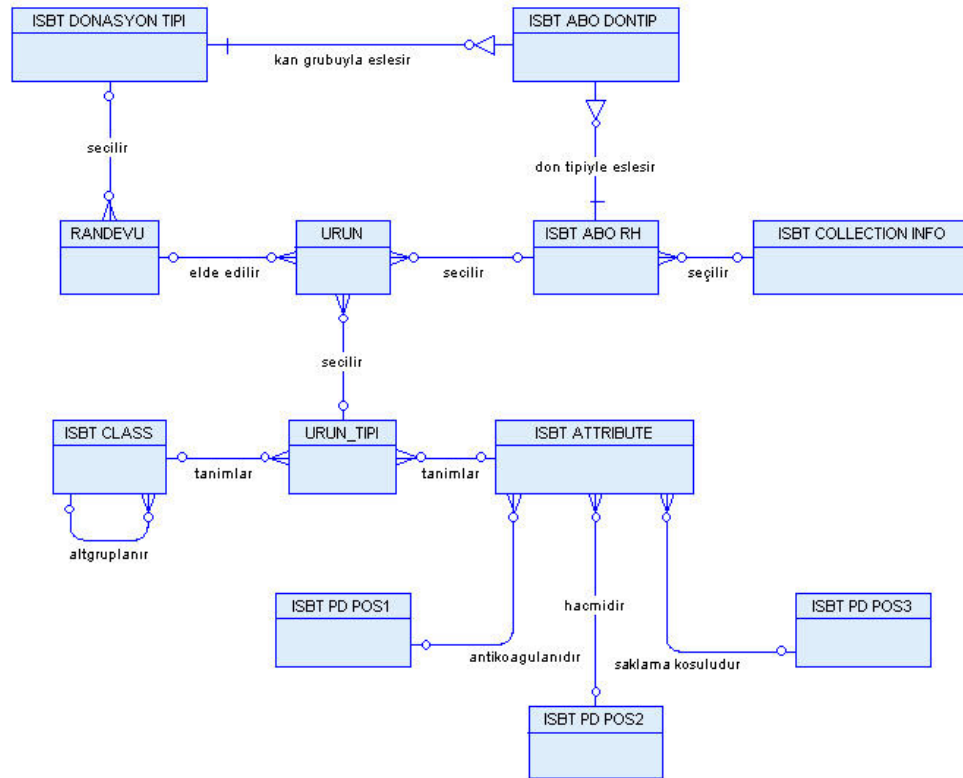 ISBT DONASYON TIPI
ISBT ABO DONTIP
kan grubuyla eslesir
secilir
don tipiyle eslesir
RANDEVU
URUN
ISBT ABO RH
ISBT COLLECTION INFO
elde edilir
secilir
seçilir
secilir
ISBT CLASS
URUN_TIPI
ISBT ATTRIBUTE
tanimlar
tanimlar
altgruplanır
ISBT PD POS1
hacmidir
ISBT PD POS3
antikoagulanıdır
saklama kosuludur
ISBT PD POS2